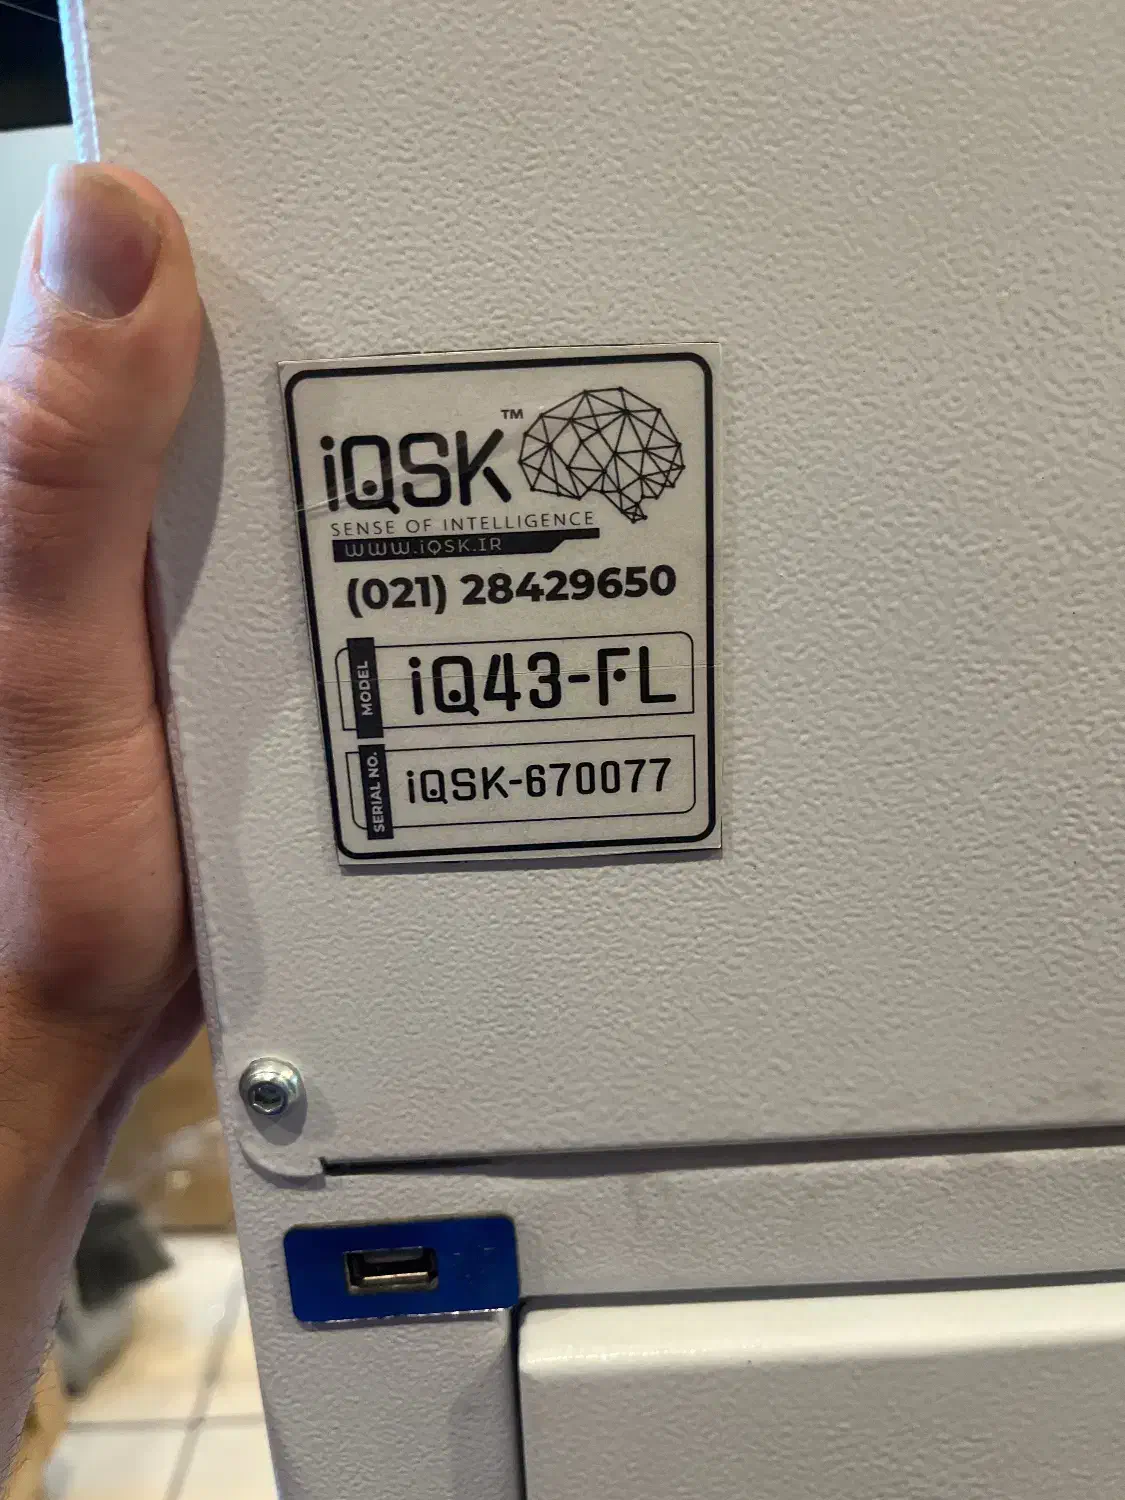 iQSK™
SENSE OF INTELLIGENCE
WWW.iQSK.IR
(021) 28429650
MODEL
iQ43-FL
SERIAL NO.
iQSK-670077